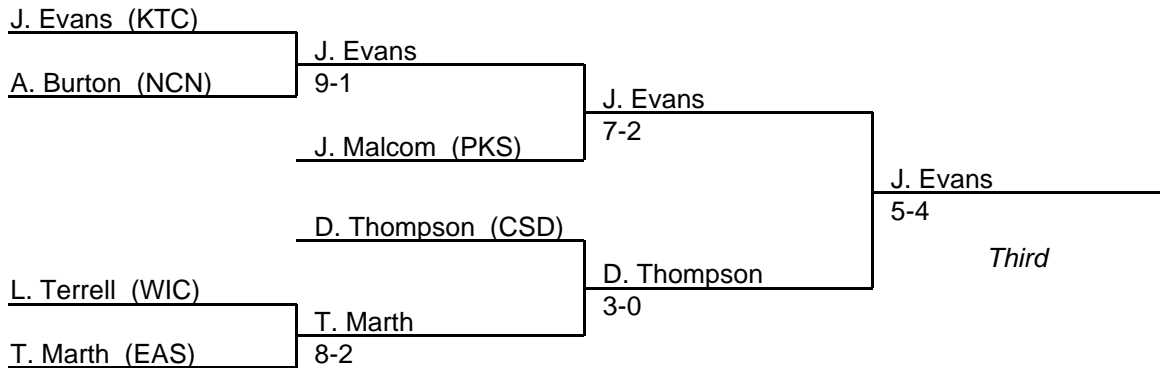 J. Evans (KTC)
J. Evans
A. Burton (NCN)
9-1
J. Evans
7-2
J. Malcom (PKS)
J. Evans
5-4
D. Thompson (CSD)
Third
D. Thompson
L. Terrell (WIC)
3-0
T. Marth
T. Marth (EAS)
8-2